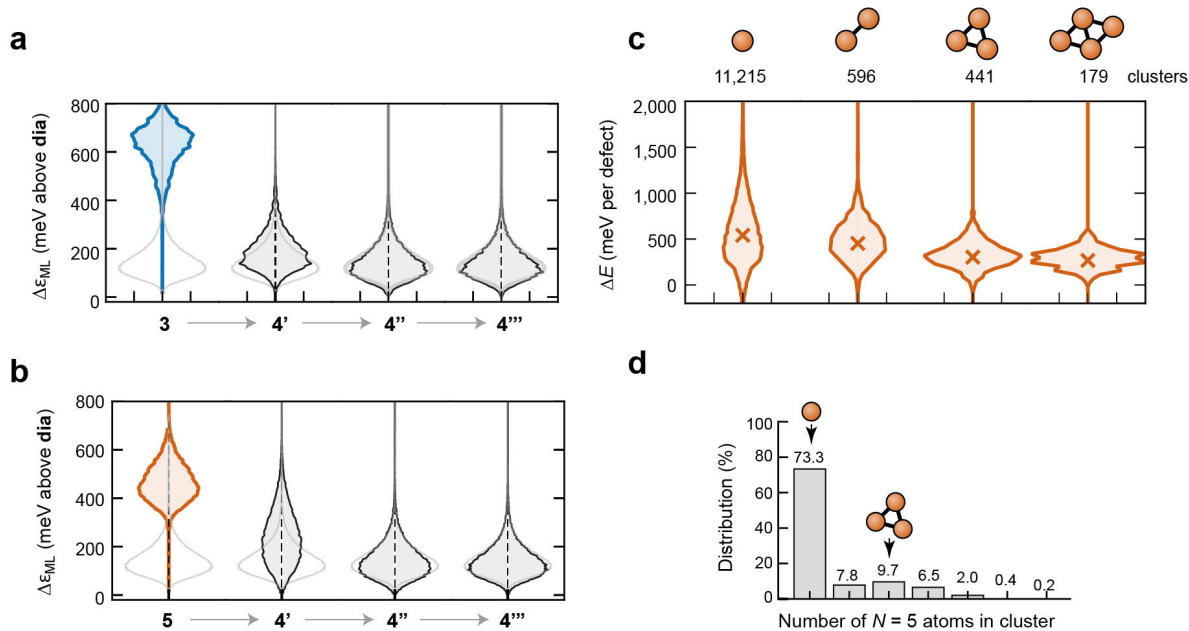 a
ΔεML (meV above dia)
800
600
400
200
0
3 4’ 4’’ 4’’’
b
ΔεML (meV above dia)
800
600
400
200
0
5 4’ 4’’ 4’’’
c
11,215 596 441 179 clusters
ΔE (meV per defect)
2,000
1,500
1,000
500
0
d
Distribution (%)
100
80
60
40
20
0
73.3 7.8 9.7 6.5 2.0 0.4 0.2
Number of N = 5 atoms in cluster